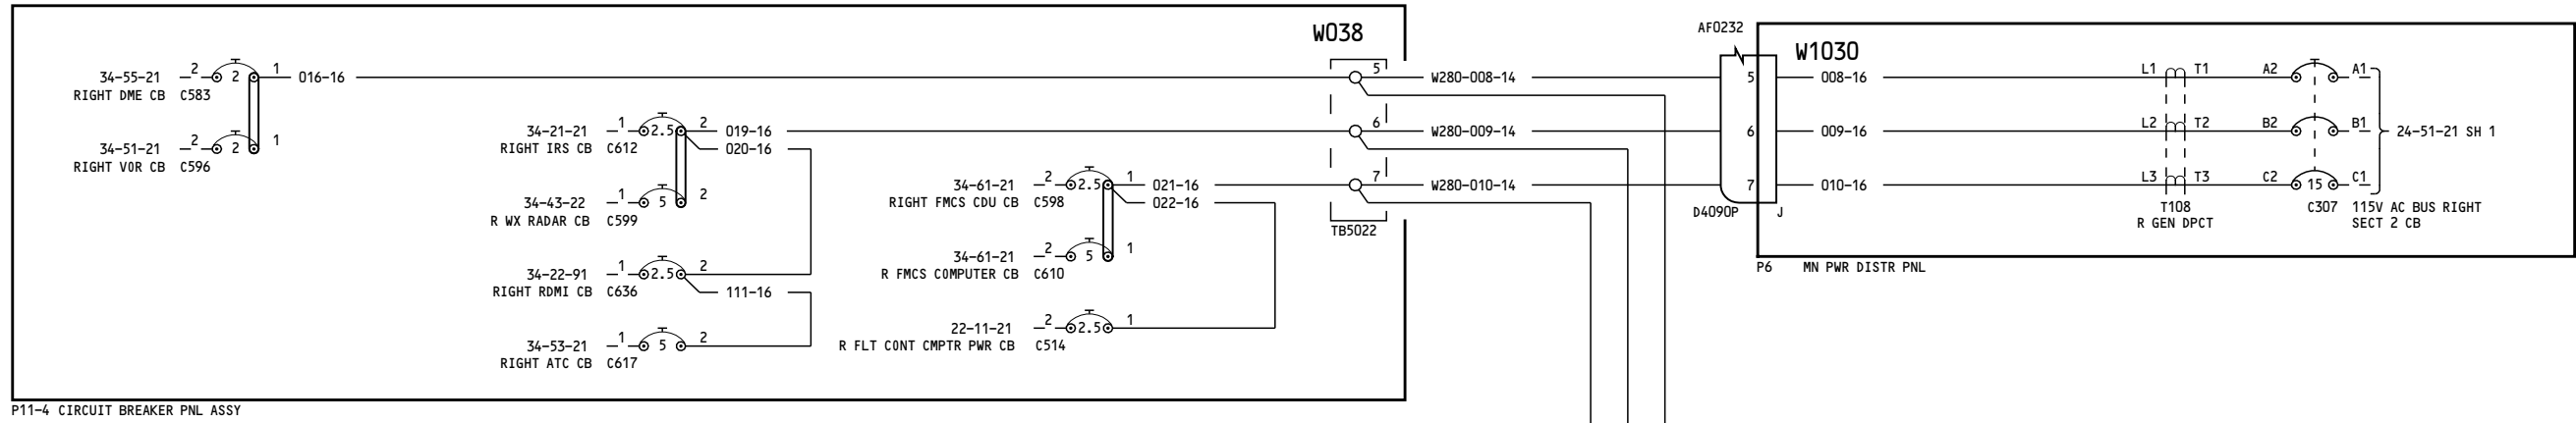 W038
AF0232
W1030
34-55-21 2 2 1 016-16
RIGHT DME CB C583
34-51-21 2 2 1
RIGHT VOR CB C596
34-21-21 1 2.5 2 019-16
RIGHT IRS CB C612 020-16
34-43-22 1 5 2
R WX RADAR CB C599
34-22-91 1 2.5 2
RIGHT RDMI CB C636 111-16
34-53-21 1 5 2
RIGHT ATC CB C617
34-61-21 2 2.5 1 021-16
RIGHT FMCS CDU CB C598 022-16
34-61-21 2 5 1
R FMCS COMPUTER CB C610
22-11-21 2 2.5 1
R FLT CONT CMPTR PWR CB C514
5 W280-008-14 5 008-16 L1 T1 A2 A1
6 W280-009-14 6 009-16 L2 T2 B2 B1 24-51-21 SH 1
7 W280-010-14 7 010-16 L3 T3 C2 15 C1
TB5022
D4090P J
T108
R GEN DPCT
C307 115V AC BUS RIGHT
SECT 2 CB
P6 MN PWR DISTR PNL
P11-4 CIRCUIT BREAKER PNL ASSY